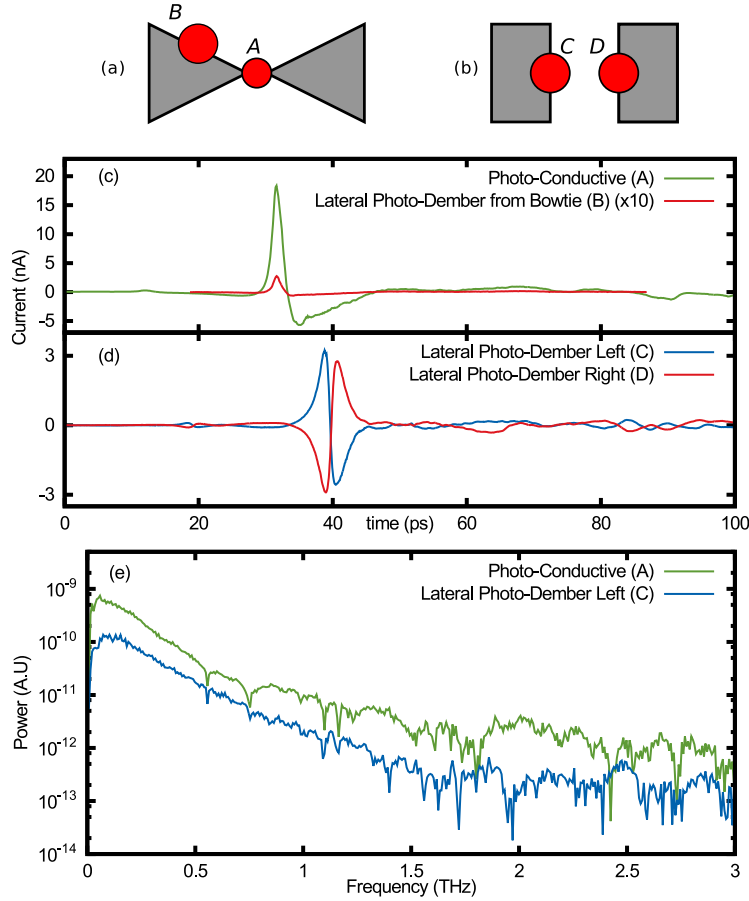 B
A
(a)
C D
(b)
(c)
Photo-Conductive (A)
Lateral Photo-Dember from Bowtie (B) (x10)
20
15
10
5
0
-5
Current (nA)
(d)
Lateral Photo-Dember Left (C)
Lateral Photo-Dember Right (D)
3
0
-3
0 20 40 time (ps) 60 80 100
(e)
Photo-Conductive (A)
Lateral Photo-Dember Left (C)
10^-9
10^-10
10^-11
10^-12
10^-13
10^-14
Power (A.U)
0 0.5 1 1.5 2 2.5 3
Frequency (THz)